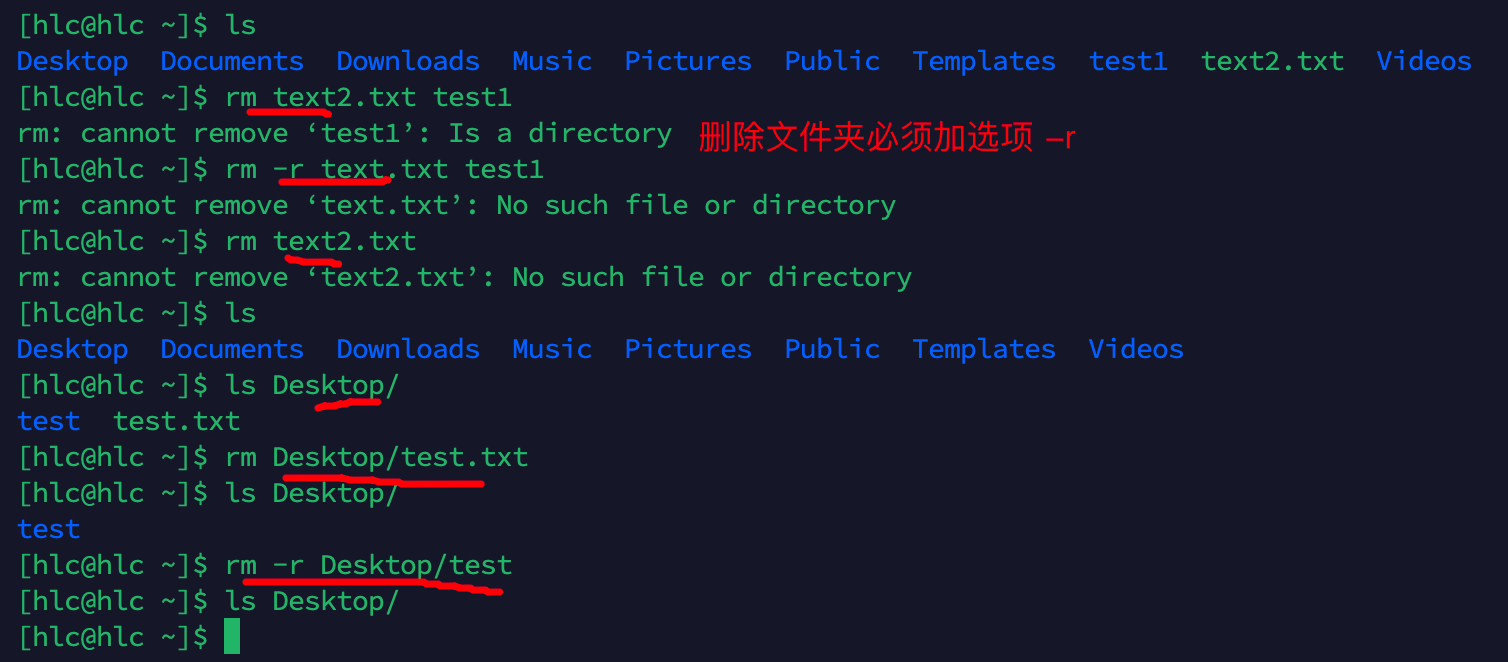 [hlc@hlc ~]$ ls
Desktop  Documents  Downloads  Music  Pictures  Public  Templates  test1  text2.txt  Videos
[hlc@hlc ~]$ rm text2.txt test1
rm: cannot remove ‘test1’: Is a directory 删除文件夹必须加选项 –r
[hlc@hlc ~]$ rm -r text.txt test1
rm: cannot remove ‘text.txt’: No such file or directory
[hlc@hlc ~]$ rm text2.txt
rm: cannot remove ‘text2.txt’: No such file or directory
[hlc@hlc ~]$ ls
Desktop  Documents  Downloads  Music  Pictures  Public  Templates  Videos
[hlc@hlc ~]$ ls Desktop/
test  test.txt
[hlc@hlc ~]$ rm Desktop/test.txt
[hlc@hlc ~]$ ls Desktop/
test
[hlc@hlc ~]$ rm -r Desktop/test
[hlc@hlc ~]$ ls Desktop/
[hlc@hlc ~]$